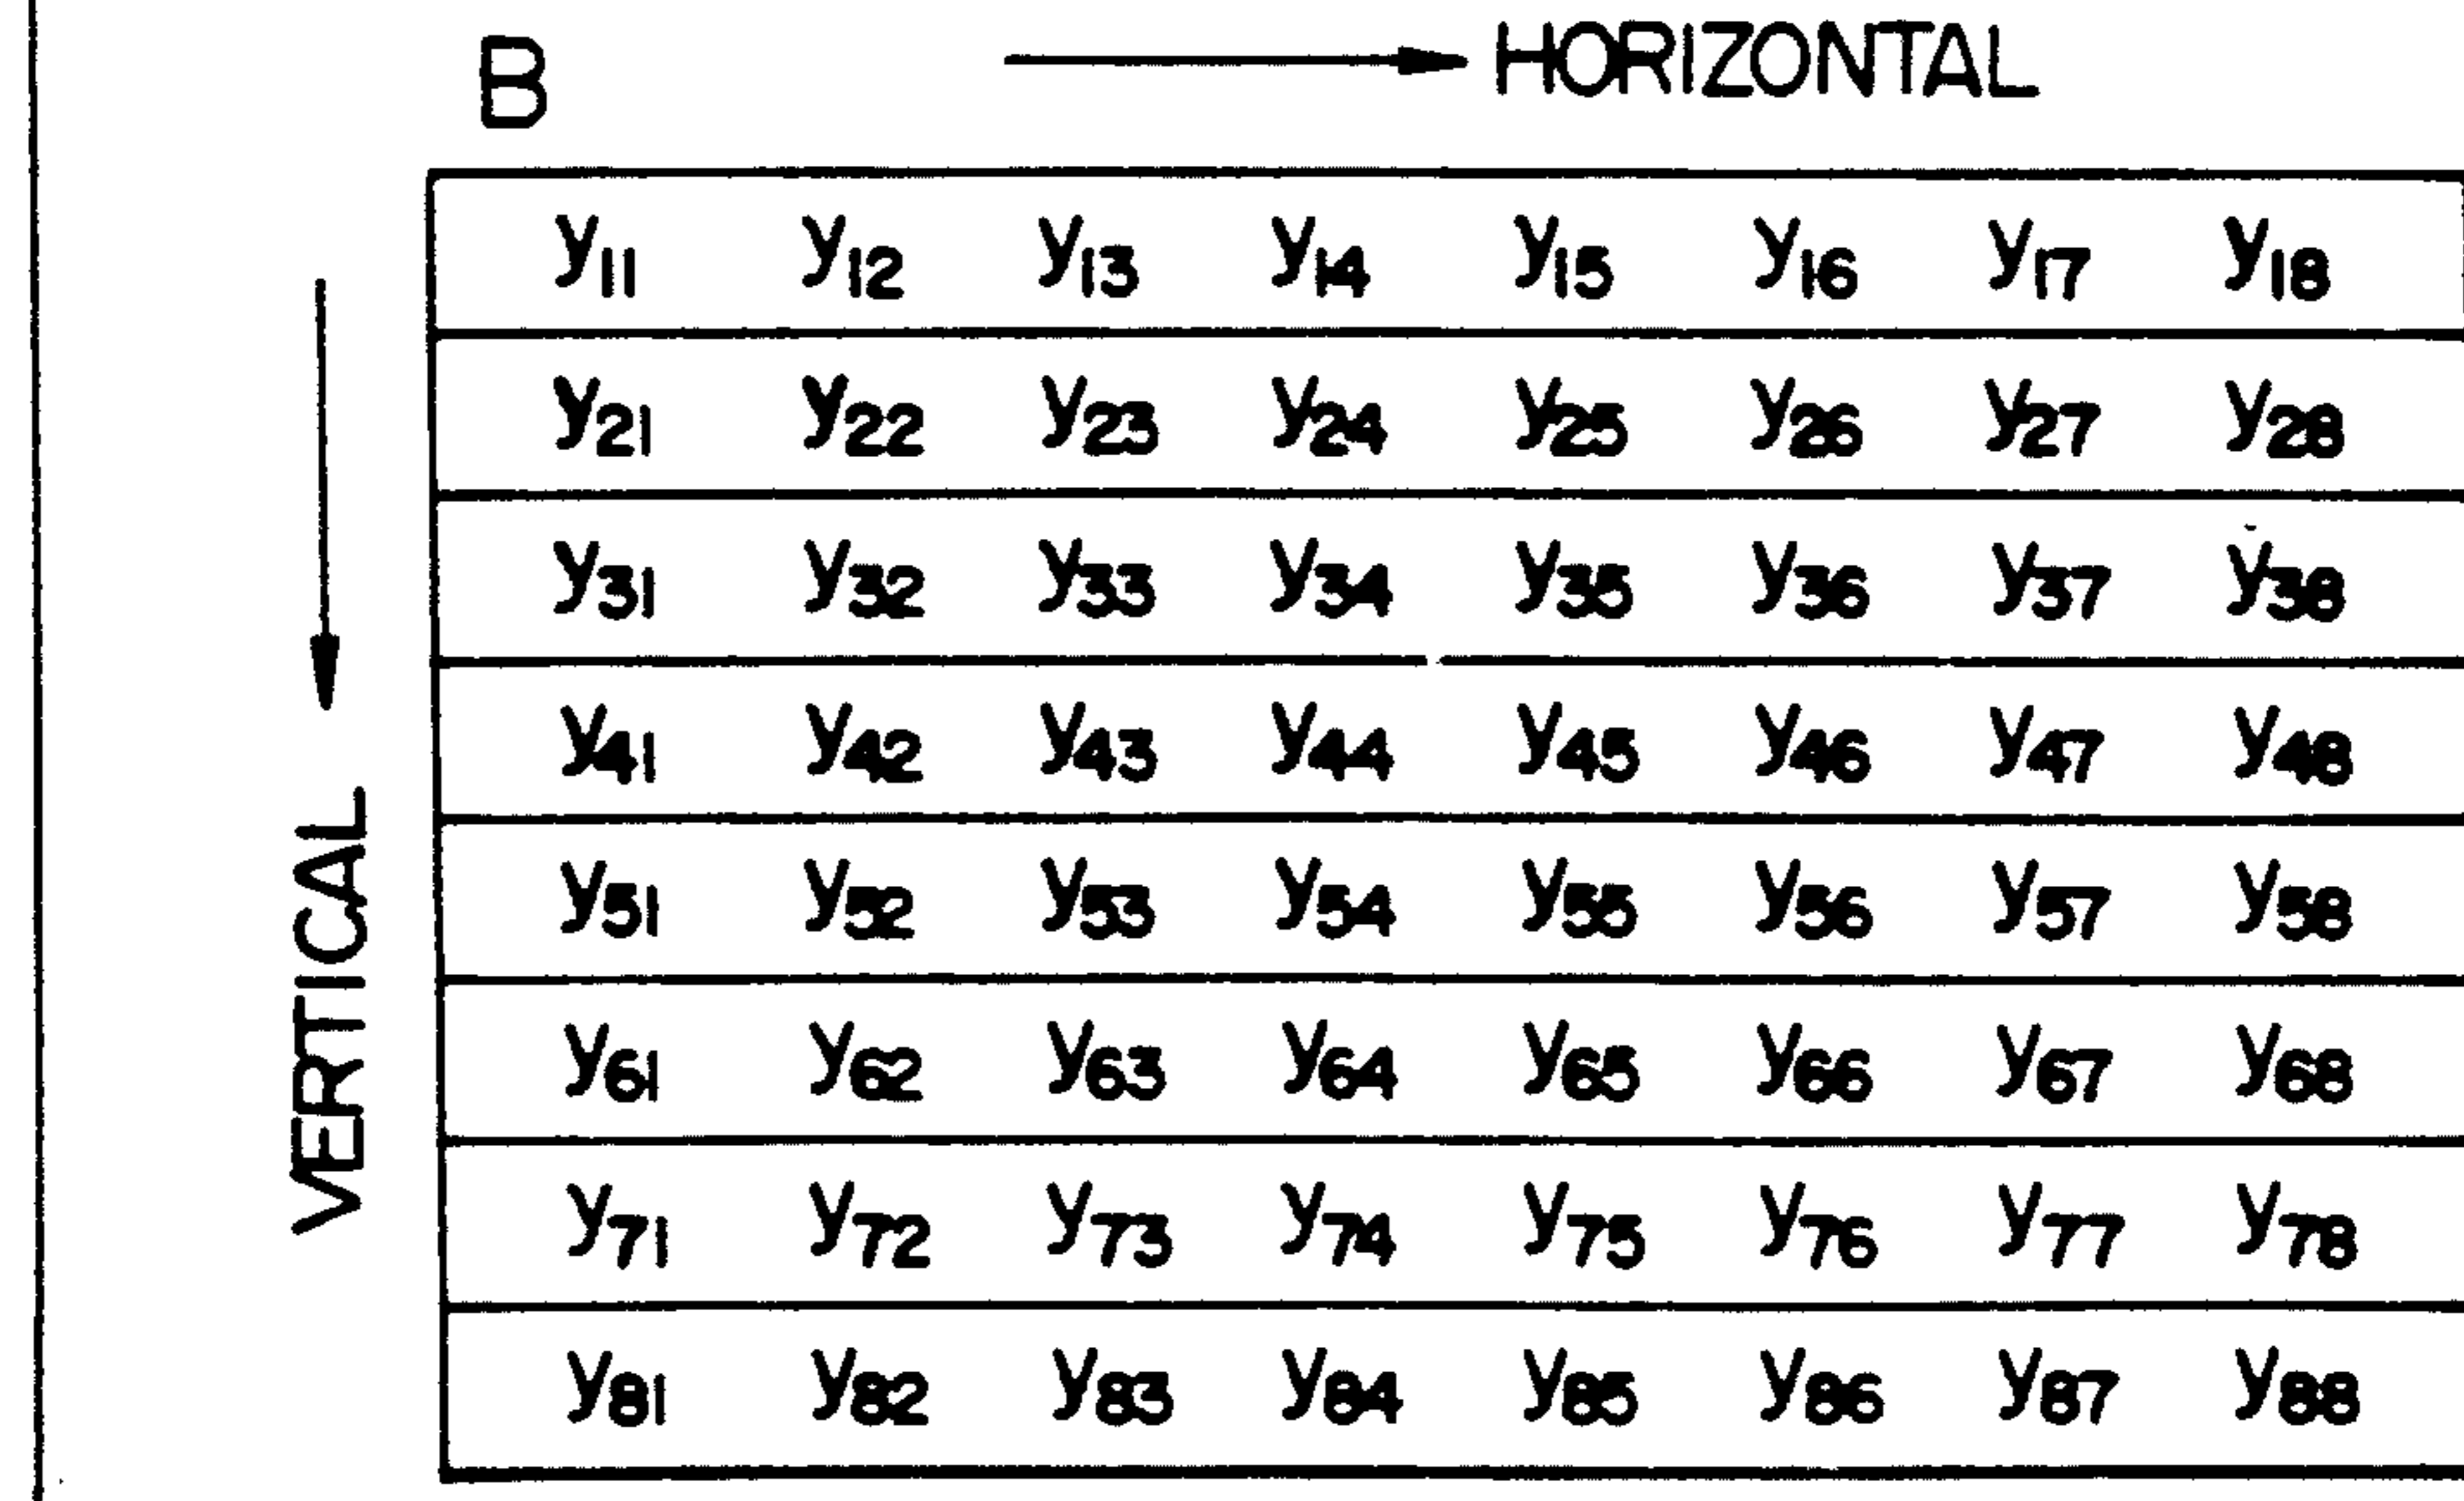 B HORIZONTAL
y11 y12 y13 y14 y15 y16 y17 y18
y21 y22 y23 y24 y25 y26 y27 y28
y31 y32 y33 y34 y35 y36 y37 y38
y41 y42 y43 y44 y45 y46 y47 y48
y51 y52 y53 y54 y55 y56 y57 y58
y61 y62 y63 y64 y65 y66 y67 y68
y71 y72 y73 y74 y75 y76 y77 y78
y81 y82 y83 y84 y85 y86 y87 y88
VERTICAL